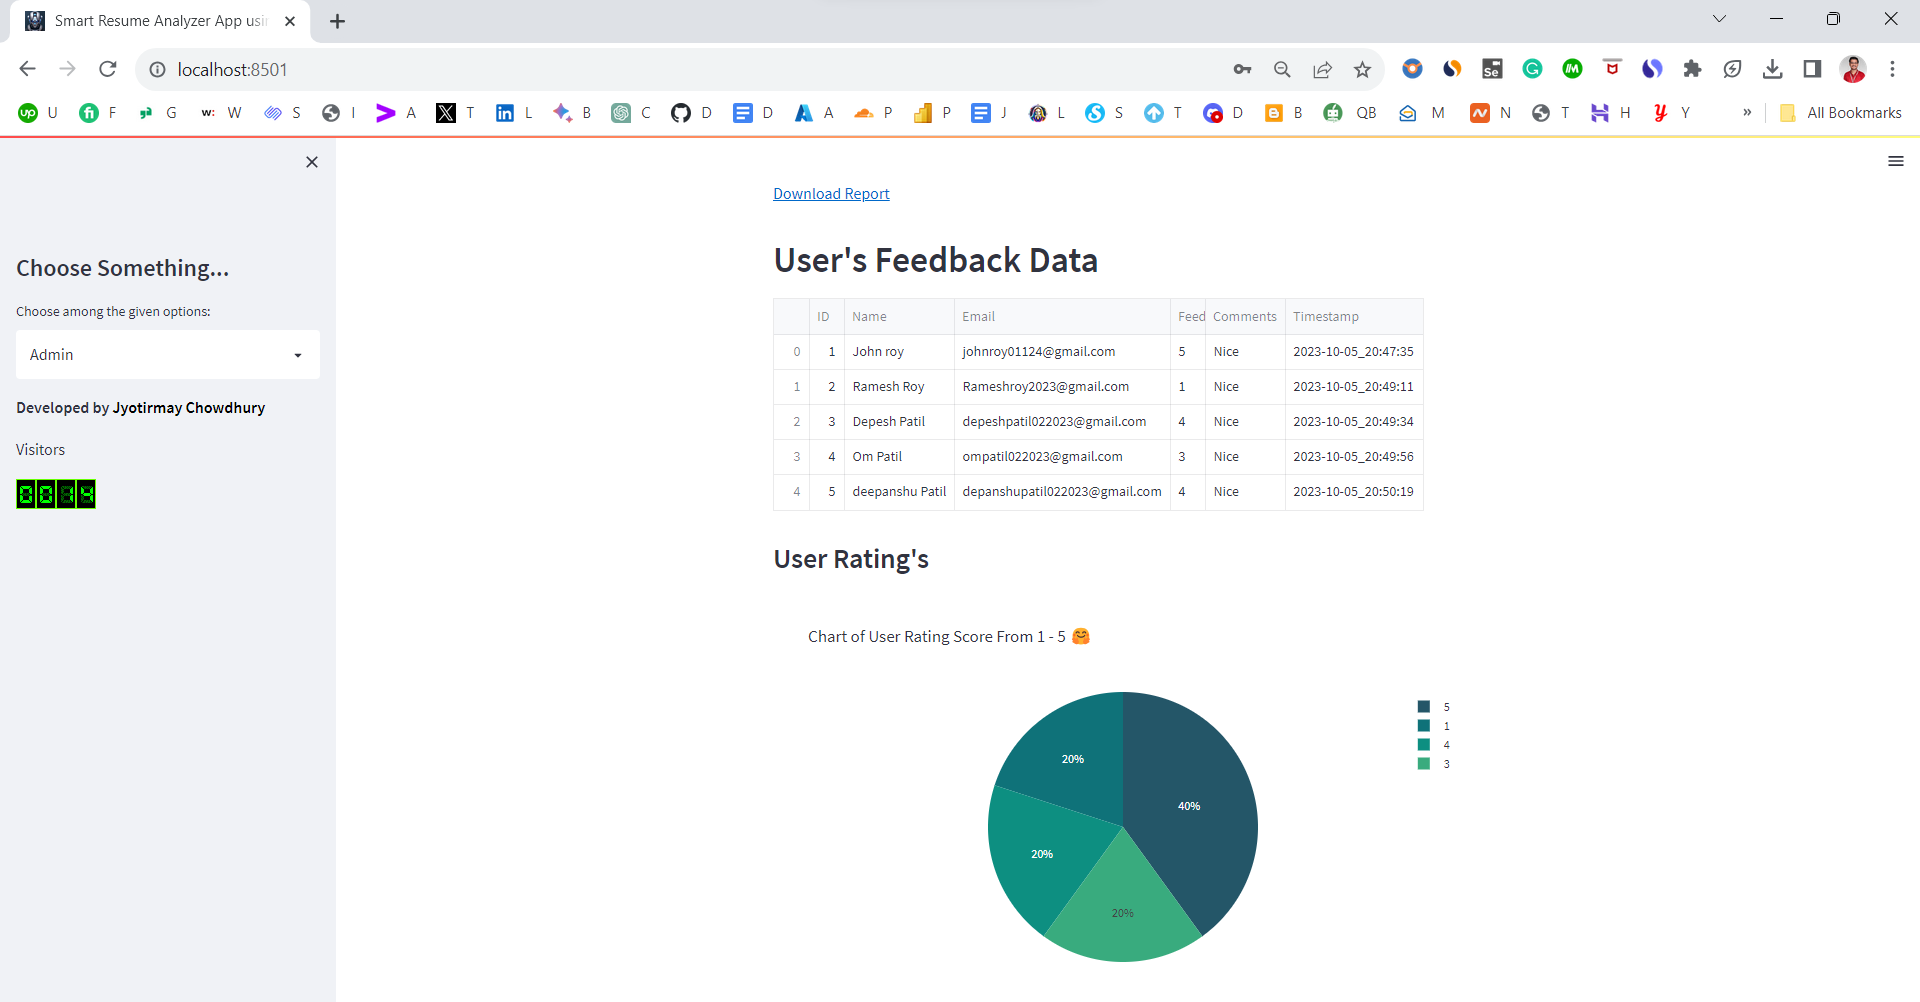 Smart Resume Analyzer App usin
localhost:8501
U F G W S I A T L B C D D A P P J L S T D B QB M N T H Y » All Bookmarks
Download Report
Choose Something...
Choose among the given options:
Admin
Developed by Jyotirmay Chowdhury
Visitors
0014
User's Feedback Data
ID Name Email Feed Comments Timestamp
0 1 John roy johnroy01124@gmail.com 5 Nice 2023-10-05_20:47:35
1 2 Ramesh Roy Rameshroy2023@gmail.com 1 Nice 2023-10-05_20:49:11
2 3 Depesh Patil depeshpatil022023@gmail.com 4 Nice 2023-10-05_20:49:34
3 4 Om Patil ompatil022023@gmail.com 3 Nice 2023-10-05_20:49:56
4 5 deepanshu Patil depanshupatil022023@gmail.com 4 Nice 2023-10-05_20:50:19
User Rating's
Chart of User Rating Score From 1 - 5 🤗
5
1
4
3
20%
40%
20%
20%